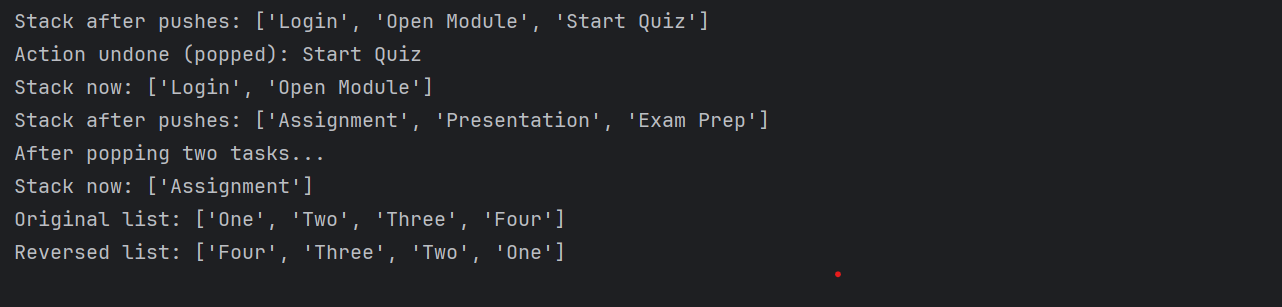 Stack after pushes: ['Login', 'Open Module', 'Start Quiz']
Action undone (popped): Start Quiz
Stack now: ['Login', 'Open Module']
Stack after pushes: ['Assignment', 'Presentation', 'Exam Prep']
After popping two tasks...
Stack now: ['Assignment']
Original list: ['One', 'Two', 'Three', 'Four']
Reversed list: ['Four', 'Three', 'Two', 'One']